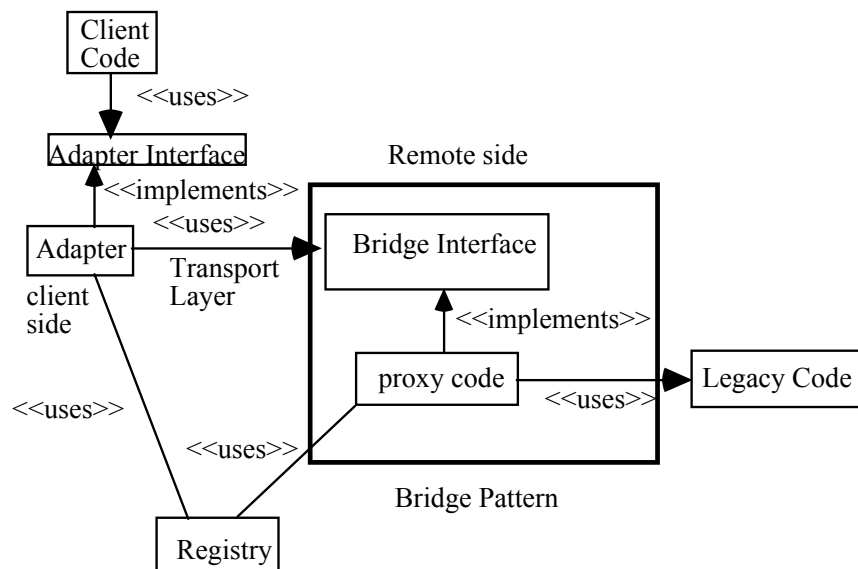 Client
Code
<<uses>>
Adapter Interface
Remote side
<<implements>>
<<uses>>
Adapter
Bridge Interface
Transport
Layer
client
side
<<implements>>
proxy code
Legacy Code
<<uses>>
<<uses>>
<<uses>>
Bridge Pattern
Registry